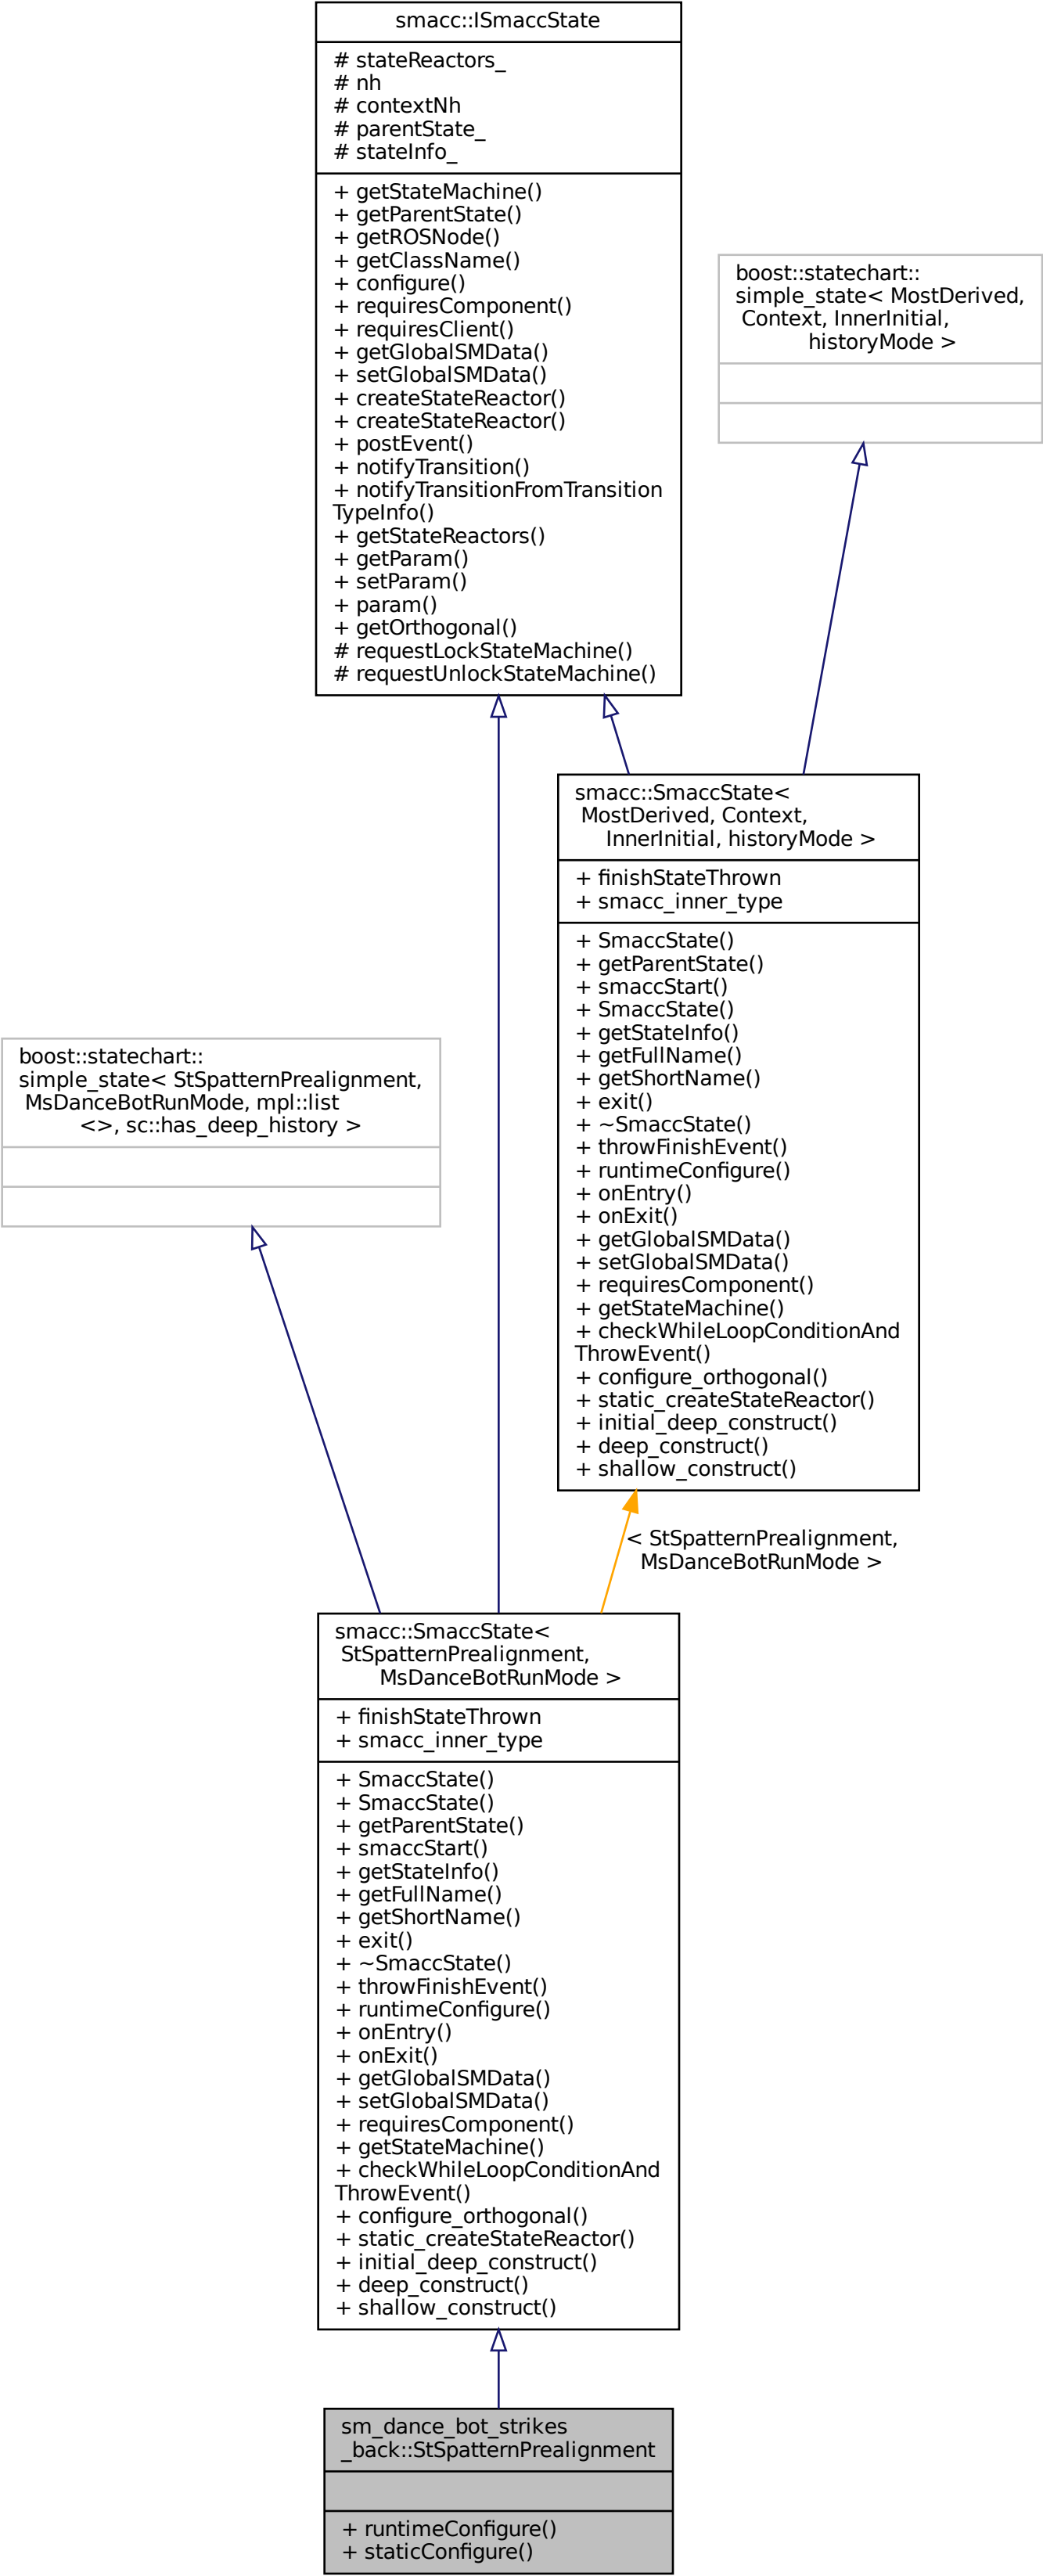 smacc::ISmaccState
# stateReactors_
# nh
# contextNh
# parentState_
# stateInfo_
+ getStateMachine()
+ getParentState()
+ getROSNode()
+ getClassName()
+ configure()
+ requiresComponent()
+ requiresClient()
+ getGlobalSMData()
+ setGlobalSMData()
+ createStateReactor()
+ createStateReactor()
+ postEvent()
+ notifyTransition()
+ notifyTransitionFromTransition
TypeInfo()
+ getStateReactors()
+ getParam()
+ setParam()
+ param()
+ getOrthogonal()
# requestLockStateMachine()
# requestUnlockStateMachine()
boost::statechart::
simple_state< MostDerived,
Context, InnerInitial,
historyMode >
smacc::SmaccState<
MostDerived, Context,
InnerInitial, historyMode >
+ finishStateThrown
+ smacc_inner_type
+ SmaccState()
+ getParentState()
+ smaccStart()
+ SmaccState()
+ getStateInfo()
+ getFullName()
+ getShortName()
+ exit()
+ ~SmaccState()
+ throwFinishEvent()
+ runtimeConfigure()
+ onEntry()
+ onExit()
+ getGlobalSMData()
+ setGlobalSMData()
+ requiresComponent()
+ getStateMachine()
+ checkWhileLoopConditionAnd
ThrowEvent()
+ configure_orthogonal()
+ static_createStateReactor()
+ initial_deep_construct()
+ deep_construct()
+ shallow_construct()
boost::statechart::
simple_state< StSpatternPrealignment,
MsDanceBotRunMode, mpl::list
<>, sc::has_deep_history >
< StSpatternPrealignment,
MsDanceBotRunMode >
smacc::SmaccState<
StSpatternPrealignment,
MsDanceBotRunMode >
+ finishStateThrown
+ smacc_inner_type
+ SmaccState()
+ SmaccState()
+ getParentState()
+ smaccStart()
+ getStateInfo()
+ getFullName()
+ getShortName()
+ exit()
+ ~SmaccState()
+ throwFinishEvent()
+ runtimeConfigure()
+ onEntry()
+ onExit()
+ getGlobalSMData()
+ setGlobalSMData()
+ requiresComponent()
+ getStateMachine()
+ checkWhileLoopConditionAnd
ThrowEvent()
+ configure_orthogonal()
+ static_createStateReactor()
+ initial_deep_construct()
+ deep_construct()
+ shallow_construct()
sm_dance_bot_strikes
_back::StSpatternPrealignment
+ runtimeConfigure()
+ staticConfigure()